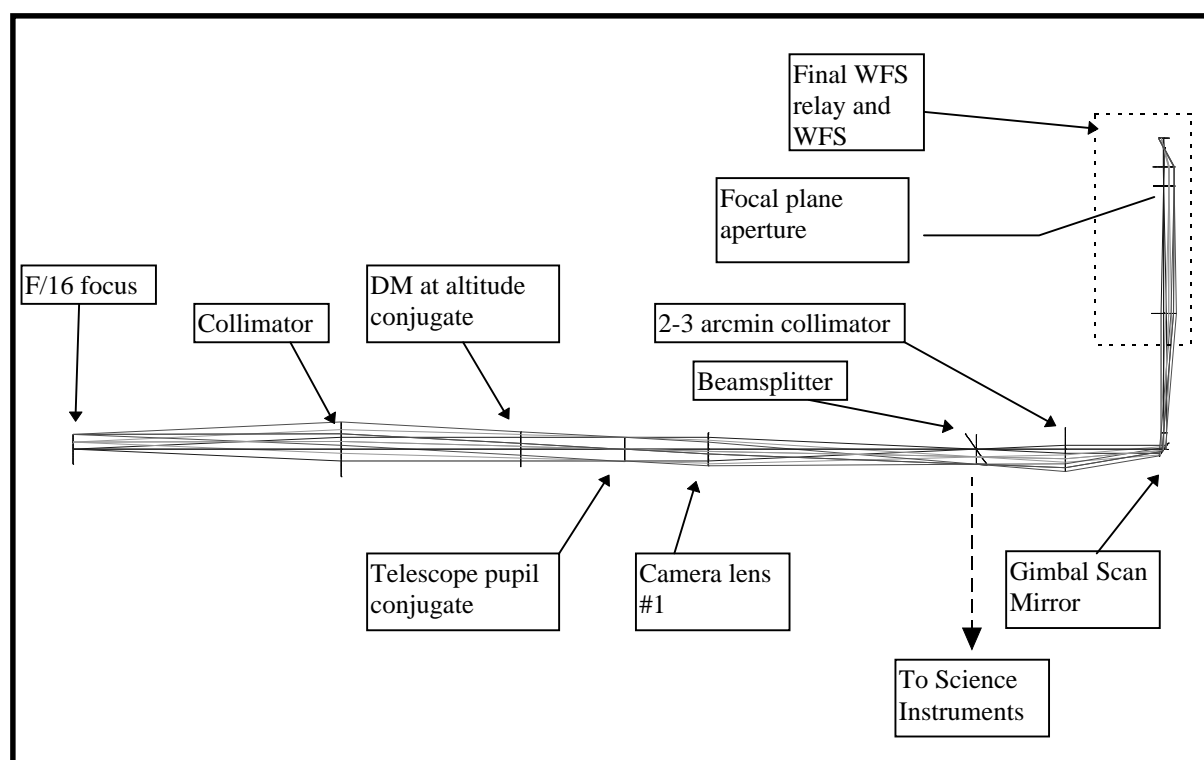 Final WFS
relay and
WFS
Focal plane
aperture
F/16 focus
Collimator
DM at altitude
conjugate
2-3 arcmin collimator
Beamsplitter
Telescope pupil
conjugate
Camera lens
#1
Gimbal Scan
Mirror
To Science
Instruments